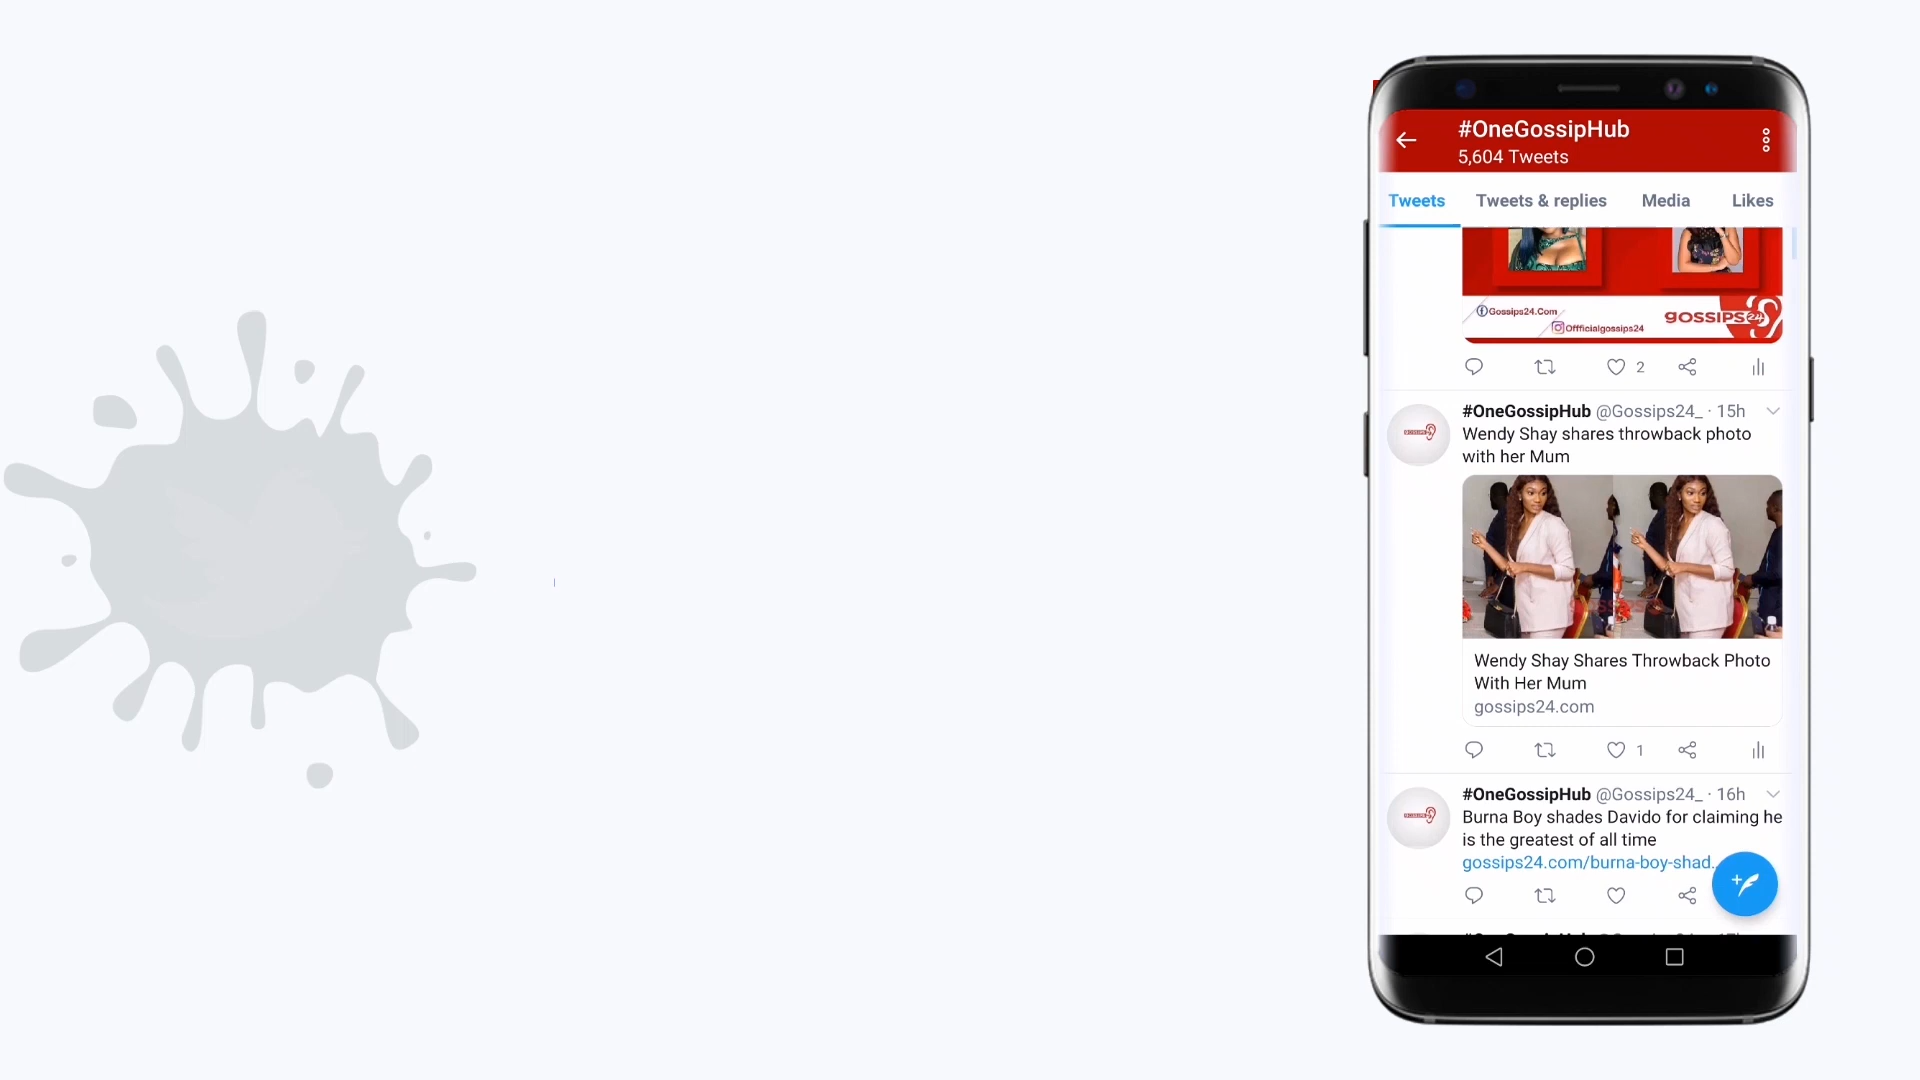 #OneGossipHub
5,604 Tweets
Tweets Tweets & replies Media Likes
Gossips24.Com
Offficialgossips24
gossips24
2
#OneGossipHub @Gossips24_ · 15h
Wendy Shay shares throwback photo
with her Mum
Wendy Shay Shares Throwback Photo
With Her Mum
gossips24.com
1
#OneGossipHub @Gossips24_ · 16h
Burna Boy shades Davido for claiming he
is the greatest of all time
gossips24.com/burna-boy-shad..